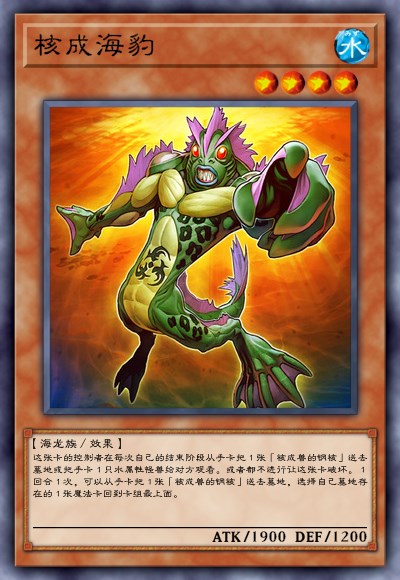 核成海豹
水
【海龙族／效果】
这张卡的控制者在每次自己的结束阶段从手卡把1张「核成兽的钢核」送去
墓地或把手卡1只水属性怪兽给对方观看。或者都不进行让这张卡破坏。1
回合1次，可以从手卡把1张「核成兽的钢核」送去墓地，选择自己墓地存
在的1张魔法卡回到卡组最上面。
ATK/1900 DEF/1200